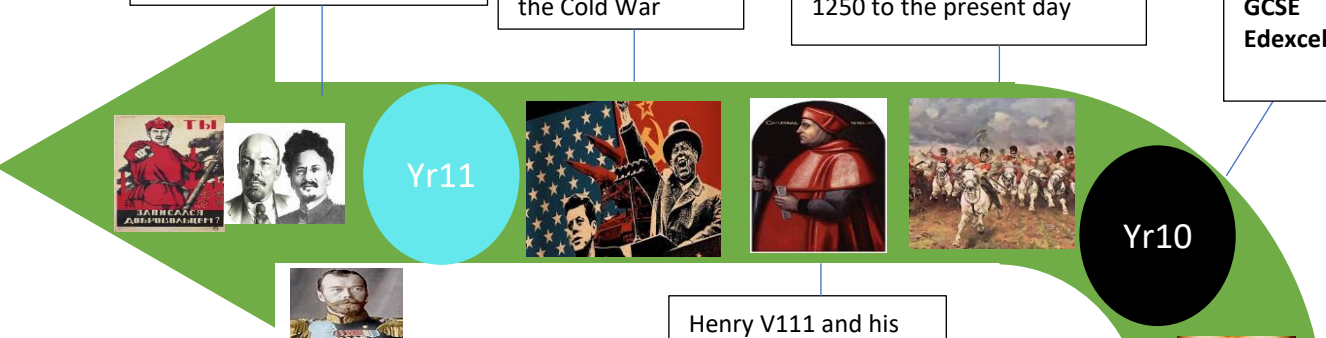 the Cold War
1250 to the present day
GCSE
Edexcel
ТЫ
ЗАПИСАЛСЯ
ДОБРОВОЛЬЦЕМ?
Yr11
CARDINAL
Yr10
Henry V111 and his